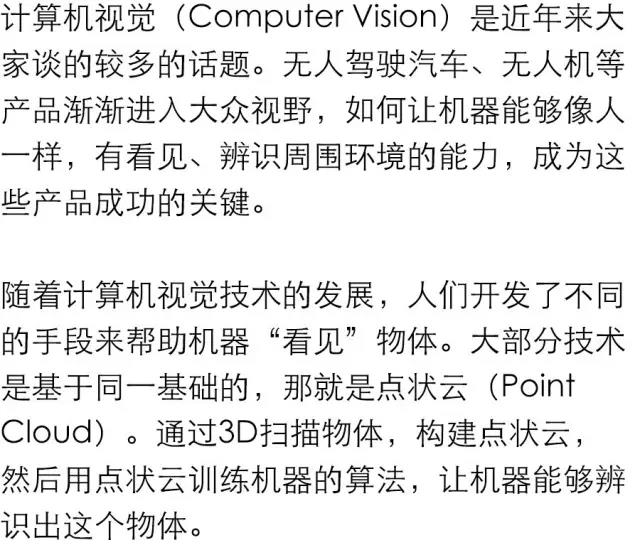 计算机视觉（Computer Vision）是近年来大
家谈的较多的话题。无人驾驶汽车、无人机等
产品渐渐进入大众视野，如何让机器能够像人
一样，有看见、辨识周围环境的能力，成为这
些产品成功的关键。
随着计算机视觉技术的发展，人们开发了不同
的手段来帮助机器“看见”物体。大部分技术
是基于同一基础的，那就是点状云（Point
Cloud）。通过3D扫描物体，构建点状云，
然后用点状云训练机器的算法，让机器能够辨
识出这个物体。